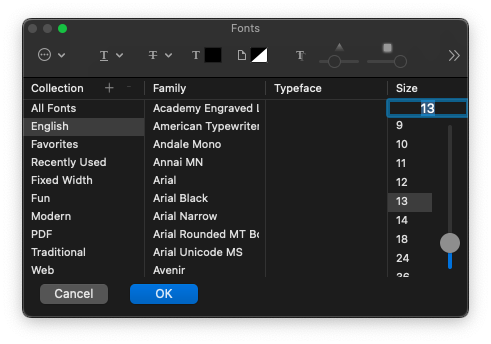 Fonts
T T T T
Collection + - Family Typeface Size
All Fonts Academy Engraved L 13
English American Typewriter 9
Favorites Andale Mono 10
Recently Used Annai MN 11
Fixed Width Arial 12
Fun Arial Black 13
Modern Arial Narrow 14
PDF Arial Rounded MT Bo 18
Traditional Arial Unicode MS 24
Web Avenir
Cancel OK